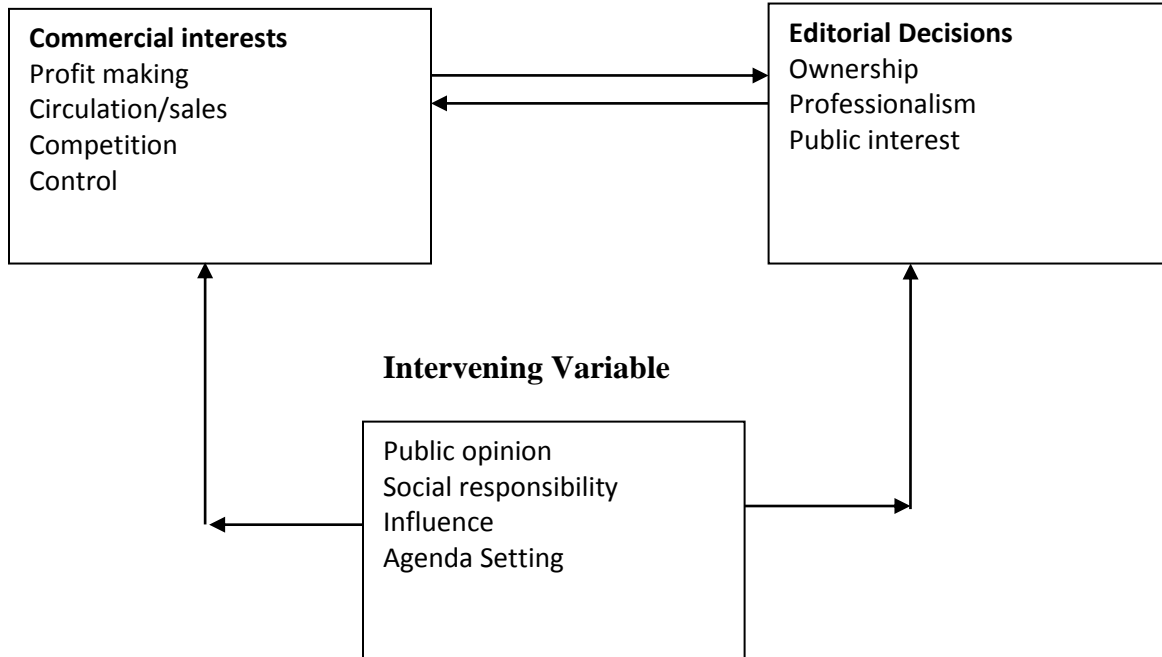 Commercial interests
Profit making
Circulation/sales
Competition
Control
Editorial Decisions
Ownership
Professionalism
Public interest
Intervening Variable
Public opinion
Social responsibility
Influence
Agenda Setting